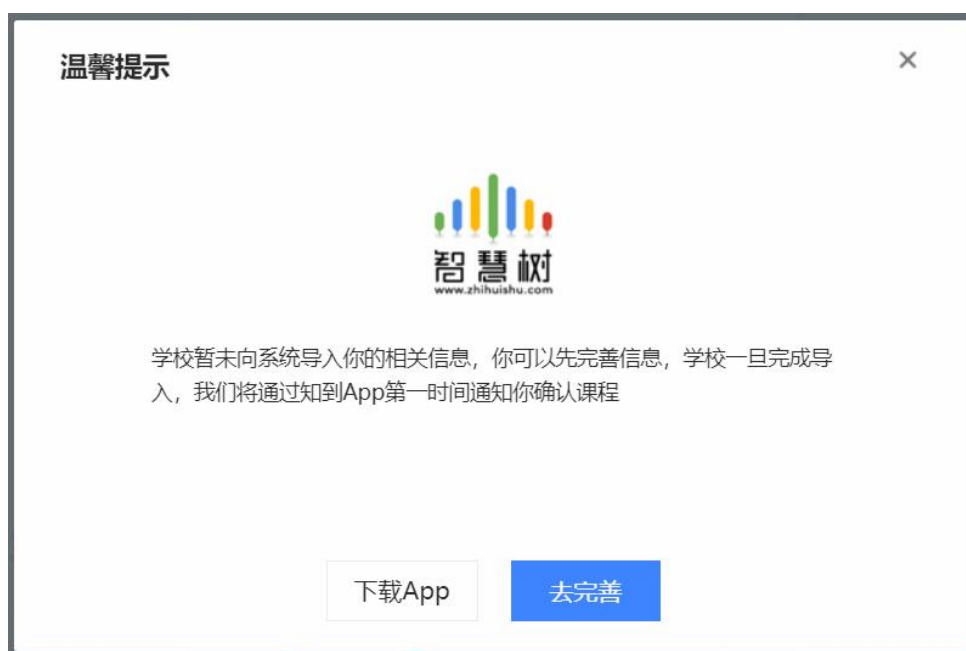 温馨提示
智慧树
www.zhihuishu.com
学校暂未向系统导入你的相关信息，你可以先完善信息，学校一旦完成导
入，我们将通过知到App第一时间通知你确认课程
下载App
去完善